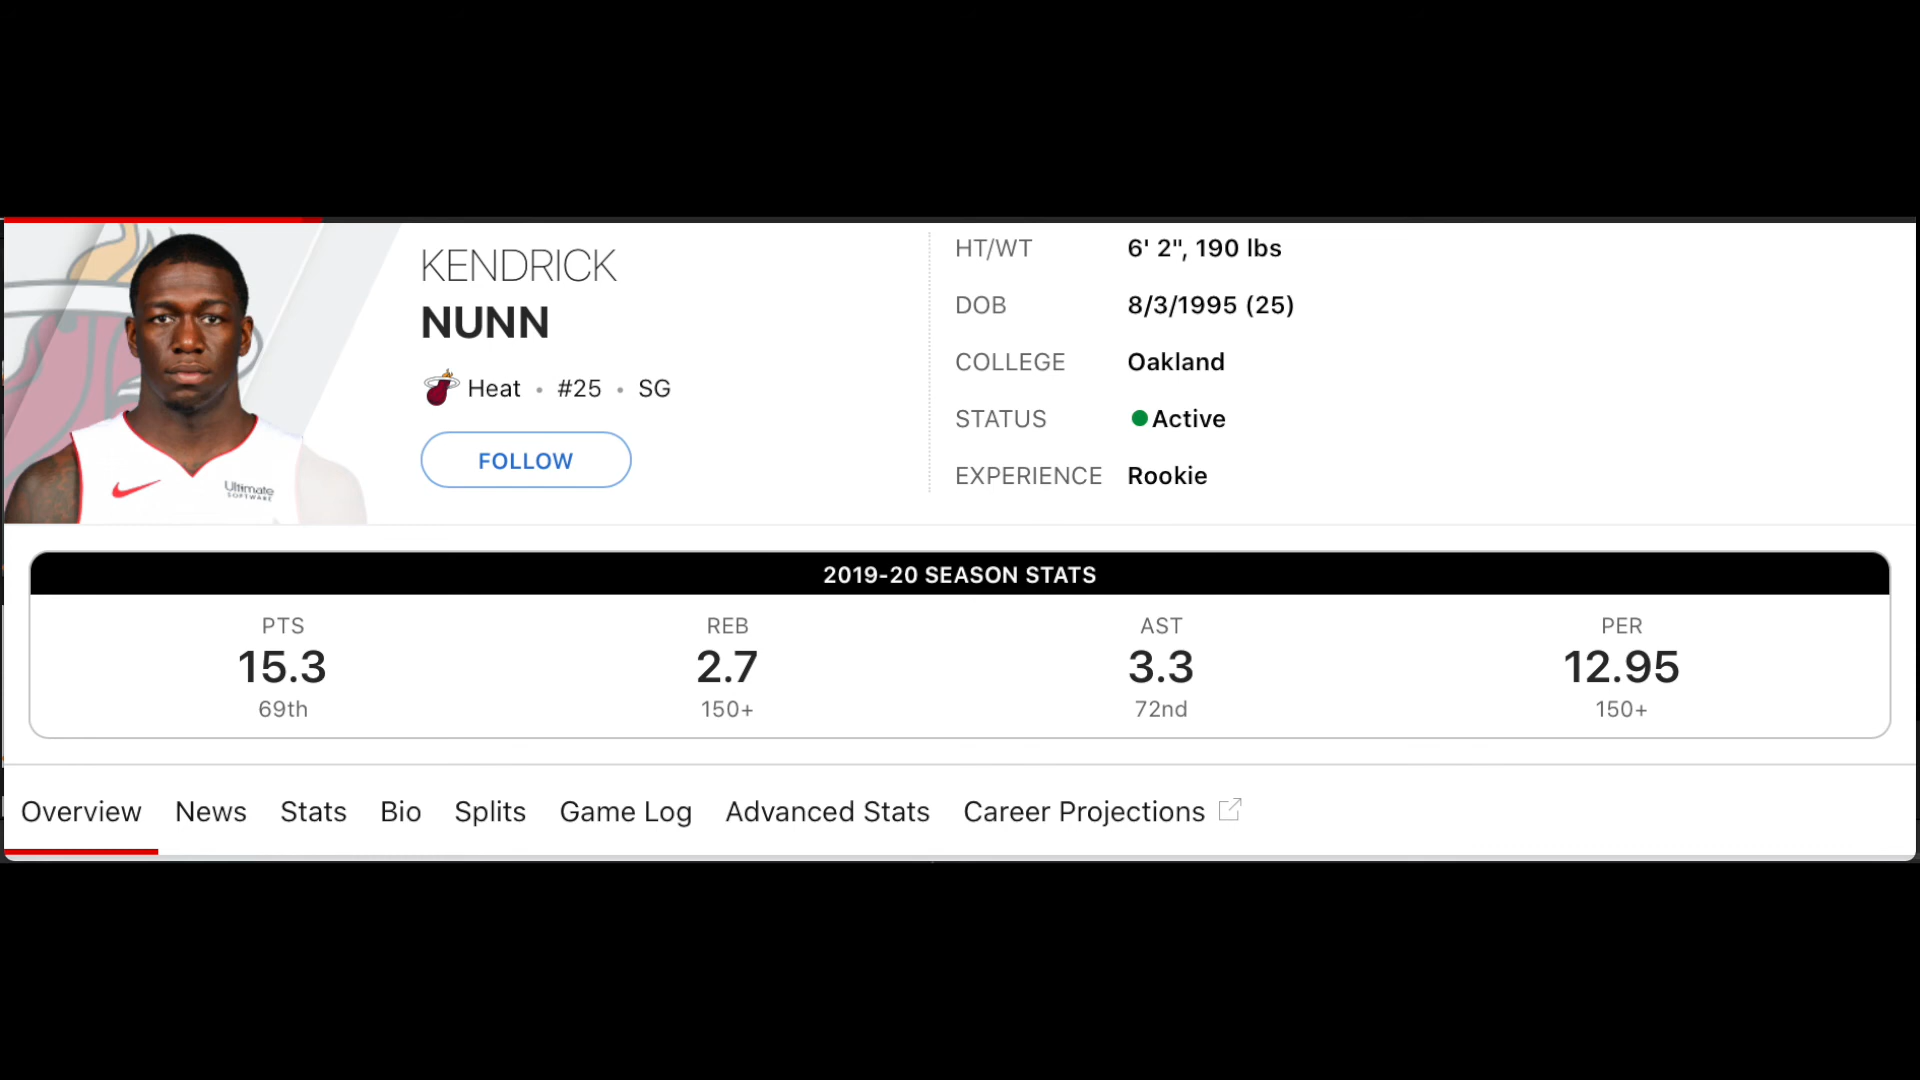 KENDRICK
NUNN
Heat • #25 • SG
FOLLOW
HT/WT 6' 2", 190 lbs
DOB 8/3/1995 (25)
COLLEGE Oakland
STATUS Active
EXPERIENCE Rookie
Ultimate
SOFTWARE
2019-20 SEASON STATS
PTS REB AST PER
15.3 2.7 3.3 12.95
69th 150+ 72nd 150+
Overview News Stats Bio Splits Game Log Advanced Stats Career Projections